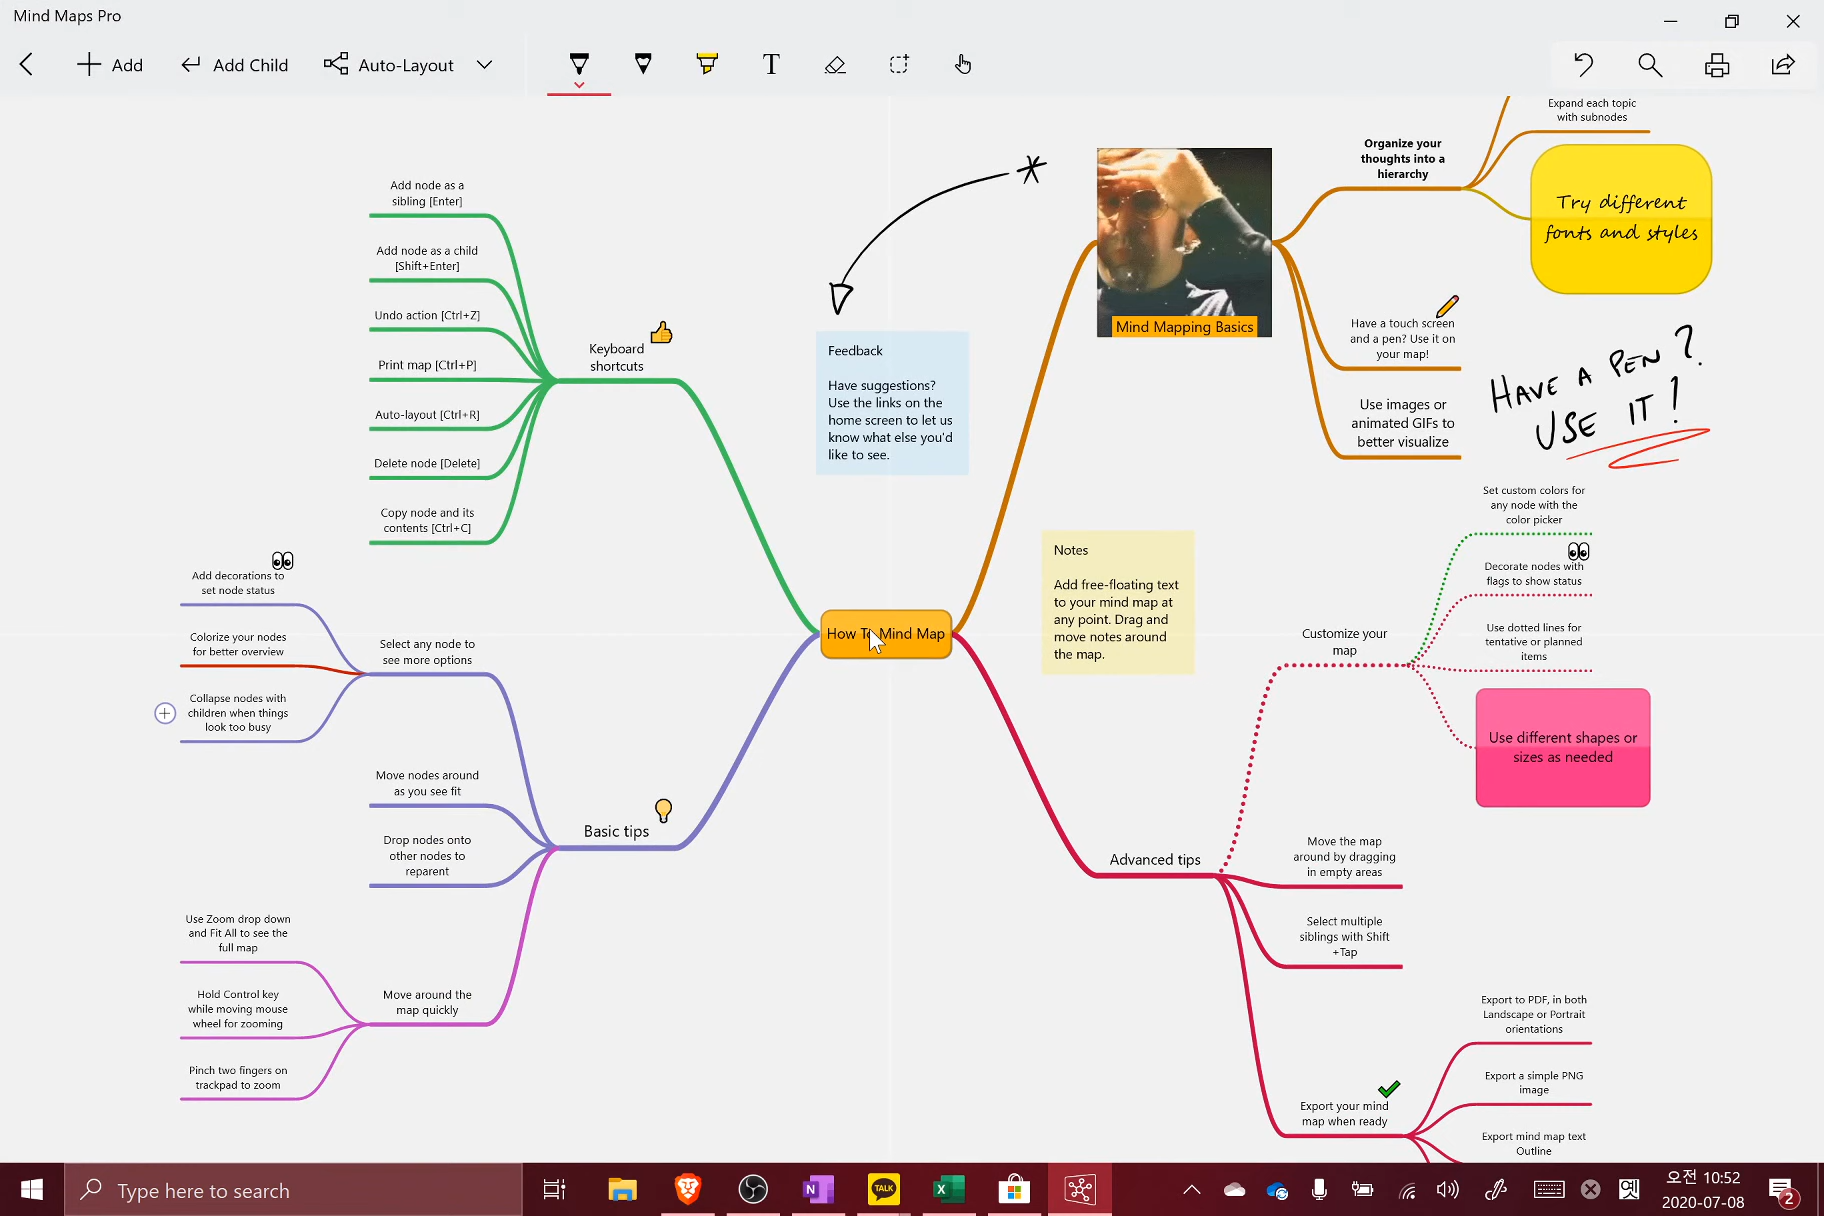 Mind Maps Pro
Add
Add Child
Auto-Layout
T
Expand each topic
with subnodes
Organize your
thoughts into a
hierarchy
Try different
fonts and styles
Mind Mapping Basics
Have a touch screen
and a pen? Use it on
your map!
HAVE A PEN?
USE IT!
Use images or
animated GIFs to
better visualize
Add node as a
sibling [Enter]
Add node as a child
[Shift+Enter]
Undo action [Ctrl+Z]
Print map [Ctrl+P]
Auto-layout [Ctrl+R]
Delete node [Delete]
Copy node and its
contents [Ctrl+C]
Keyboard
shortcuts
Feedback
Have suggestions?
Use the links on the
home screen to let us
know what else you'd
like to see.
Notes
Add free-floating text
to your mind map at
any point. Drag and
move notes around
the map.
How To Mind Map
Add decorations to
set node status
Colorize your nodes
for better overview
Collapse nodes with
children when things
look too busy
Select any node to
see more options
Move nodes around
as you see fit
Drop nodes onto
other nodes to
reparent
Basic tips
Use Zoom drop down
and Fit All to see the
full map
Hold Control key
while moving mouse
wheel for zooming
Pinch two fingers on
trackpad to zoom
Move around the
map quickly
Set custom colors for
any node with the
color picker
Decorate nodes with
flags to show status
Use dotted lines for
tentative or planned
items
Customize your
map
Use different shapes or
sizes as needed
Advanced tips
Move the map
around by dragging
in empty areas
Select multiple
siblings with Shift
+Tap
Export your mind
map when ready
Export to PDF, in both
Landscape or Portrait
orientations
Export a simple PNG
image
Export mind map text
Outline
Type here to search
N
TALK
X
옛
오전 10:52
2020-07-08
2